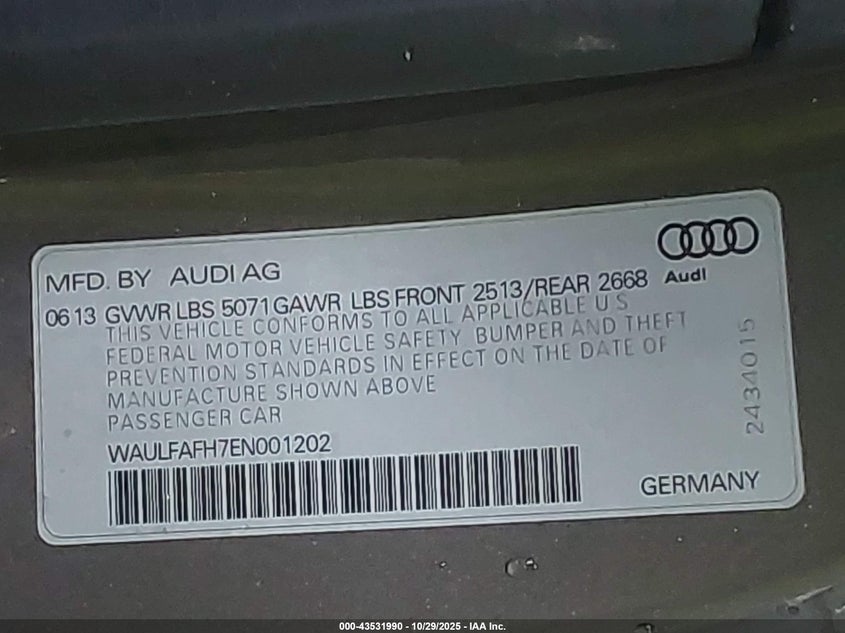 MFD. BY AUDI AG
Audi
06 13 GVWR LBS 5071 GAWR LBS FRONT 2513/REAR 2668
THIS VEHICLE CONFORMS TO ALL APPLICABLE U S
FEDERAL MOTOR VEHICLE SAFETY BUMPER AND THEFT
PREVENTION STANDARDS IN EFFECT ON THE DATE OF
MANUFACTURE SHOWN ABOVE
PASSENGER CAR
2434015
WAULFAFH7EN001202
GERMANY
000-43531990 - 10/29/2025 - IAA Inc.